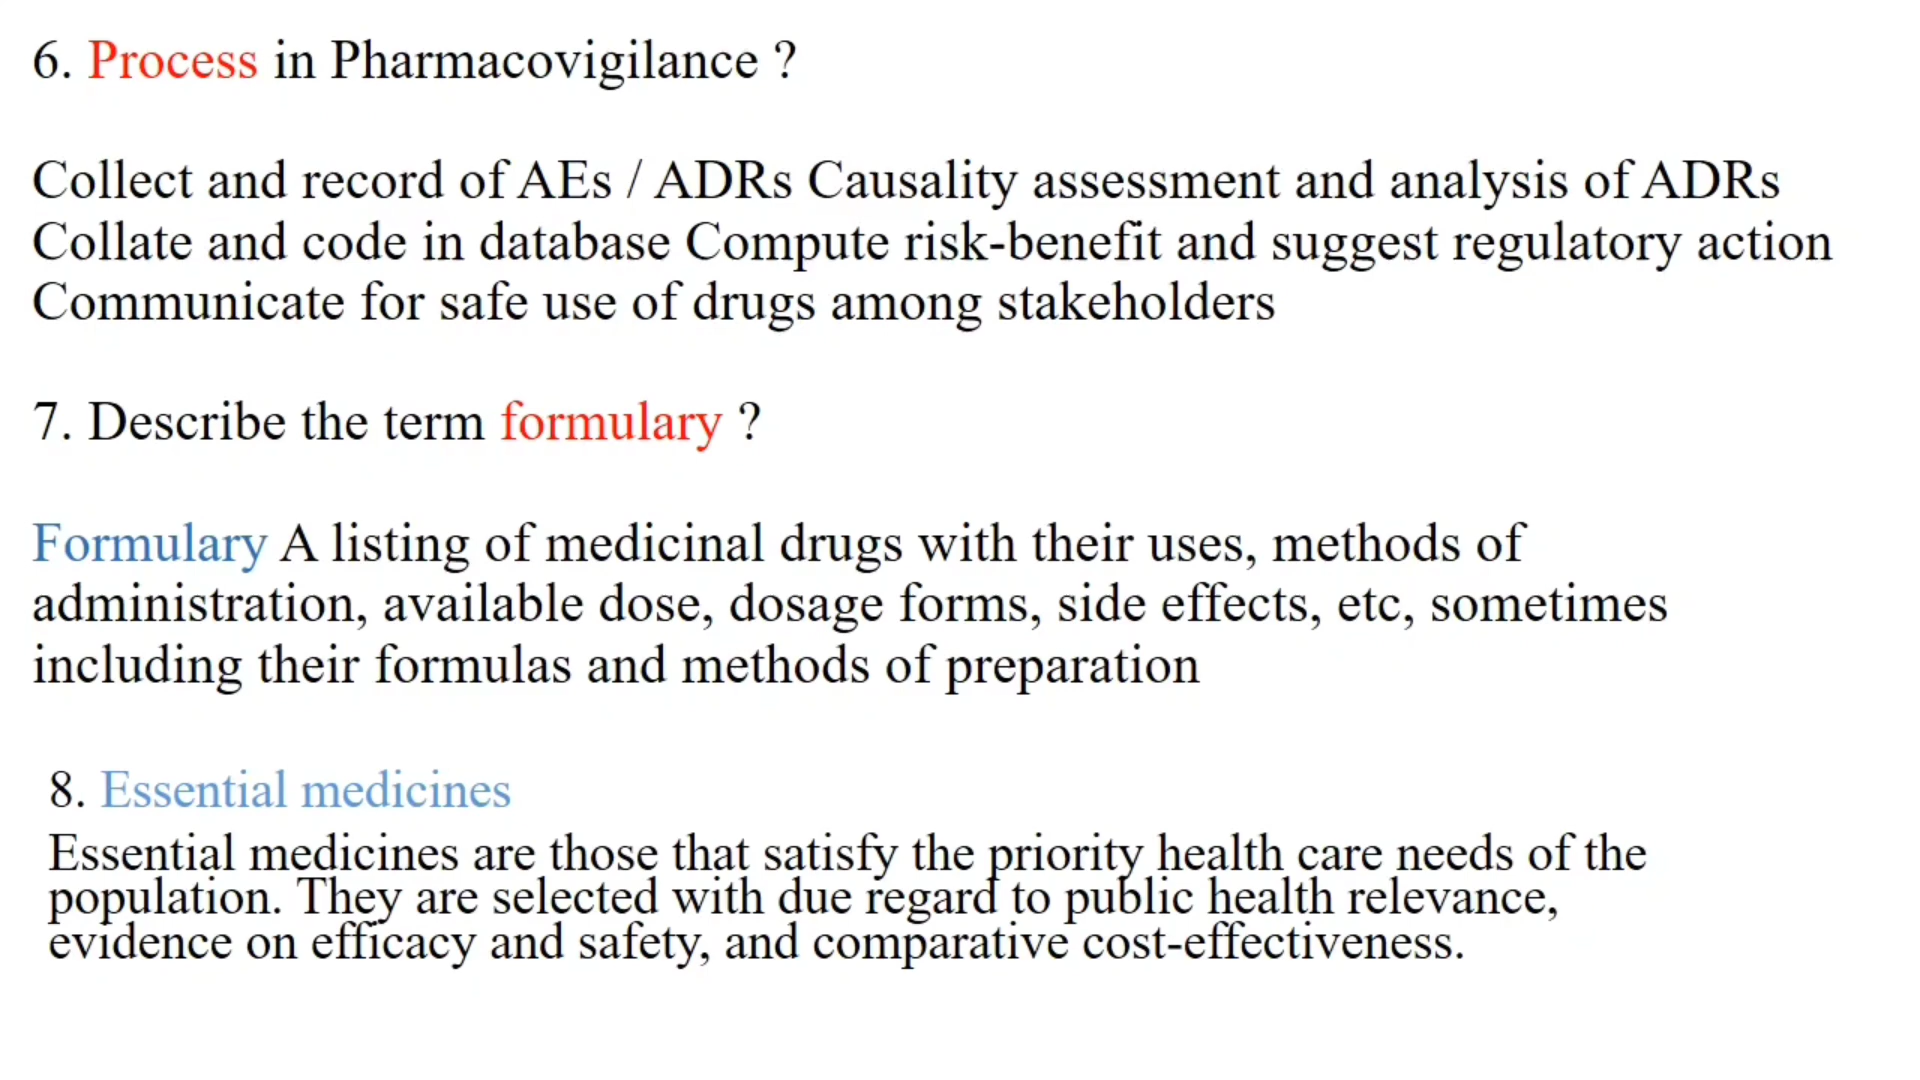 6. Process in Pharmacovigilance ?
Collect and record of AEs / ADRs Causality assessment and analysis of ADRs
Collate and code in database Compute risk-benefit and suggest regulatory action
Communicate for safe use of drugs among stakeholders
7. Describe the term formulary ?
Formulary A listing of medicinal drugs with their uses, methods of
administration, available dose, dosage forms, side effects, etc, sometimes
including their formulas and methods of preparation
8. Essential medicines
Essential medicines are those that satisfy the priority health care needs of the
population. They are selected with due regard to public health relevance,
evidence on efficacy and safety, and comparative cost-effectiveness.